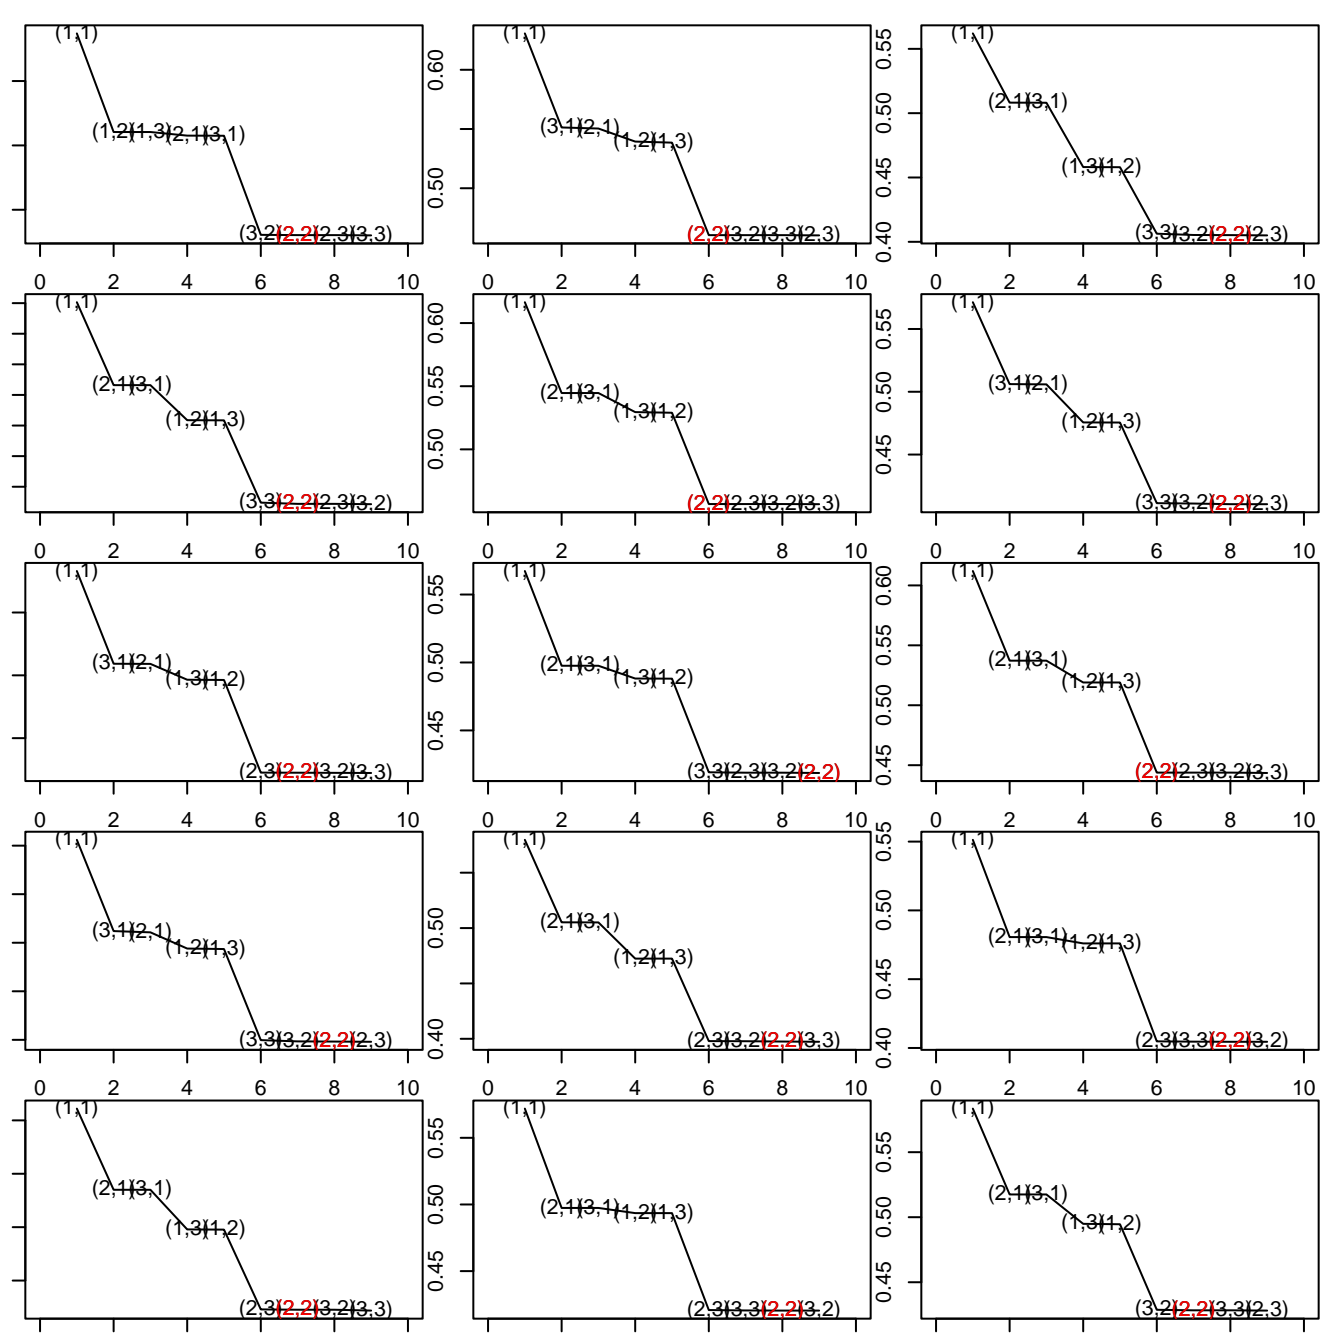 (1,1) (1,1) (1,1)
0.60 0.55
(1,2) (1,3) (2,1) (3,1) (3,1) (2,1) (1,2) (1,3) (2,1) (3,1) 0.50
0.50 (1,3) (1,2) 0.45
(3,2) (2,2) (2,3) (3,3) (2,2) (3,2) (3,3) (2,3) 0.40 (3,3) (3,2) (2,2) (2,3)
0 2 4 6 8 10 0 2 4 6 8 10 0 2 4 6 8 10
(1,1) (1,1) (1,1)
0.60 0.55
(2,1) (3,1) (1,2) (1,3) 0.55 (2,1) (3,1) (1,3) (1,2) 0.50 (3,1) (2,1) (1,2) (1,3)
0.50 0.45
(3,3) (2,2) (2,3) (3,2) (2,2) (2,3) (3,2) (3,3) (3,3) (3,2) (2,2) (2,3)
0 2 4 6 8 10 0 2 4 6 8 10 0 2 4 6 8 10
(1,1) (1,1) (1,1)
0.55 0.60
(3,1) (2,1) (1,3) (1,2) 0.50 (2,1) (3,1) (1,3) (1,2) 0.55 (2,1) (3,1) (1,2) (1,3)
0.45 0.50
(2,3) (2,2) (3,2) (3,3) (3,3) (2,3) (3,2) (2,2) 0.45 (2,2) (2,3) (3,2) (3,3)
0 2 4 6 8 10 0 2 4 6 8 10 0 2 4 6 8 10
(1,1) (1,1) (1,1) 0.55
(3,1) (2,1) (1,2) (1,3) 0.50 (2,1) (3,1) (1,2) (1,3) 0.50 (2,1) (3,1) (1,2) (1,3)
0.45
(3,3) (3,2) (2,2) (2,3) 0.40 (2,3) (3,2) (2,2) (3,3) 0.40 (2,3) (3,3) (2,2) (3,2)
0 2 4 6 8 10 0 2 4 6 8 10 0 2 4 6 8 10
(1,1) (1,1) (1,1)
0.55 0.55
(2,1) (3,1) (1,3) (1,2) 0.50 (2,1) (3,1) (1,2) (1,3) 0.50 (2,1) (3,1) (1,3) (1,2)
0.45 0.45
(2,3) (2,2) (3,2) (3,3) (2,3) (3,3) (2,2) (3,2) (3,2) (2,2) (3,3) (2,3)